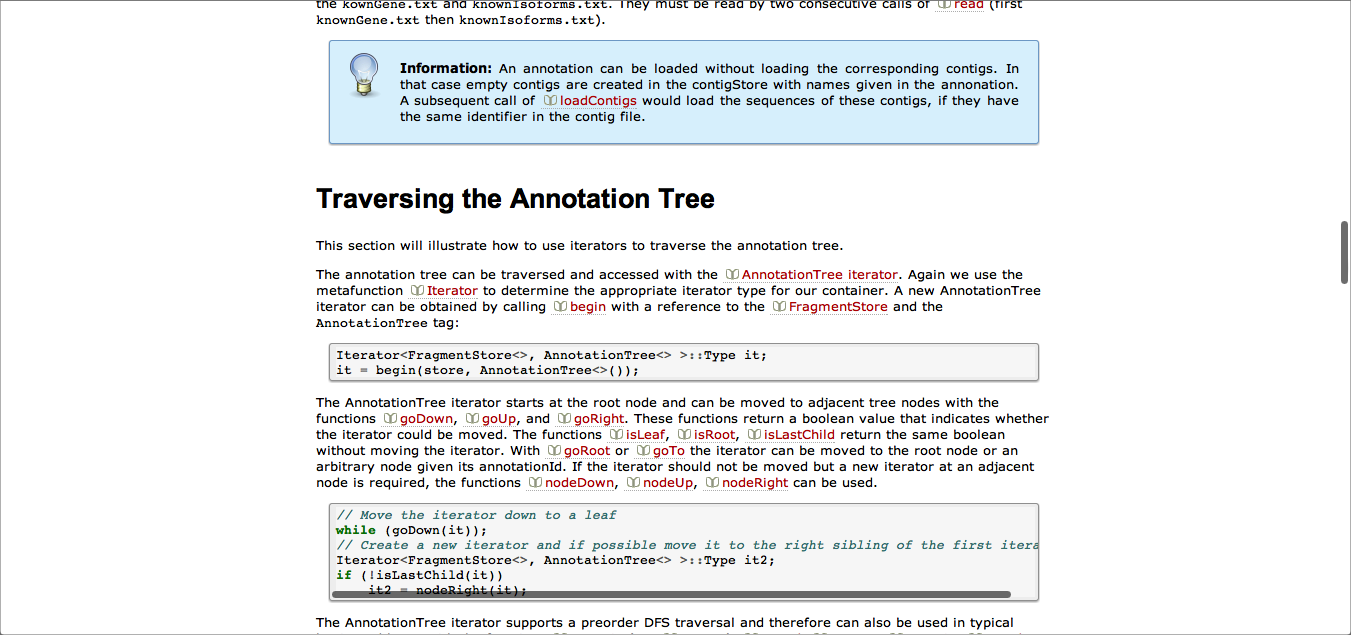 the kownGene.txt and knownIsoforms.txt. They must be read by two consecutive calls of read (first
knownGene.txt then knownIsoforms.txt).
Information: An annotation can be loaded without loading the corresponding contigs. In
that case empty contigs are created in the contigStore with names given in the annonation.
A subsequent call of loadContigs would load the sequences of these contigs, if they have
the same identifier in the contig file.
Traversing the Annotation Tree
This section will illustrate how to use iterators to traverse the annotation tree.
The annotation tree can be traversed and accessed with the AnnotationTree iterator. Again we use the
metafunction Iterator to determine the appropriate iterator type for our container. A new AnnotationTree
iterator can be obtained by calling begin with a reference to the FragmentStore and the
AnnotationTree tag:
Iterator<FragmentStore<>, AnnotationTree<> >::Type it;
it = begin(store, AnnotationTree<>());
The AnnotationTree iterator starts at the root node and can be moved to adjacent tree nodes with the
functions goDown, goUp, and goRight. These functions return a boolean value that indicates whether
the iterator could be moved. The functions isLeaf, isRoot, isLastChild return the same boolean
without moving the iterator. With goRoot or goTo the iterator can be moved to the root node or an
arbitrary node given its annotationId. If the iterator should not be moved but a new iterator at an adjacent
node is required, the functions nodeDown, nodeUp, nodeRight can be used.
// Move the iterator down to a leaf
while (goDown(it));
// Create a new iterator and if possible move it to the right sibling of the first itera
Iterator<FragmentStore<>, AnnotationTree<> >::Type it2;
if (!isLastChild(it))
    it2 = nodeRight(it);
The AnnotationTree iterator supports a preorder DFS traversal and therefore can also be used in typical